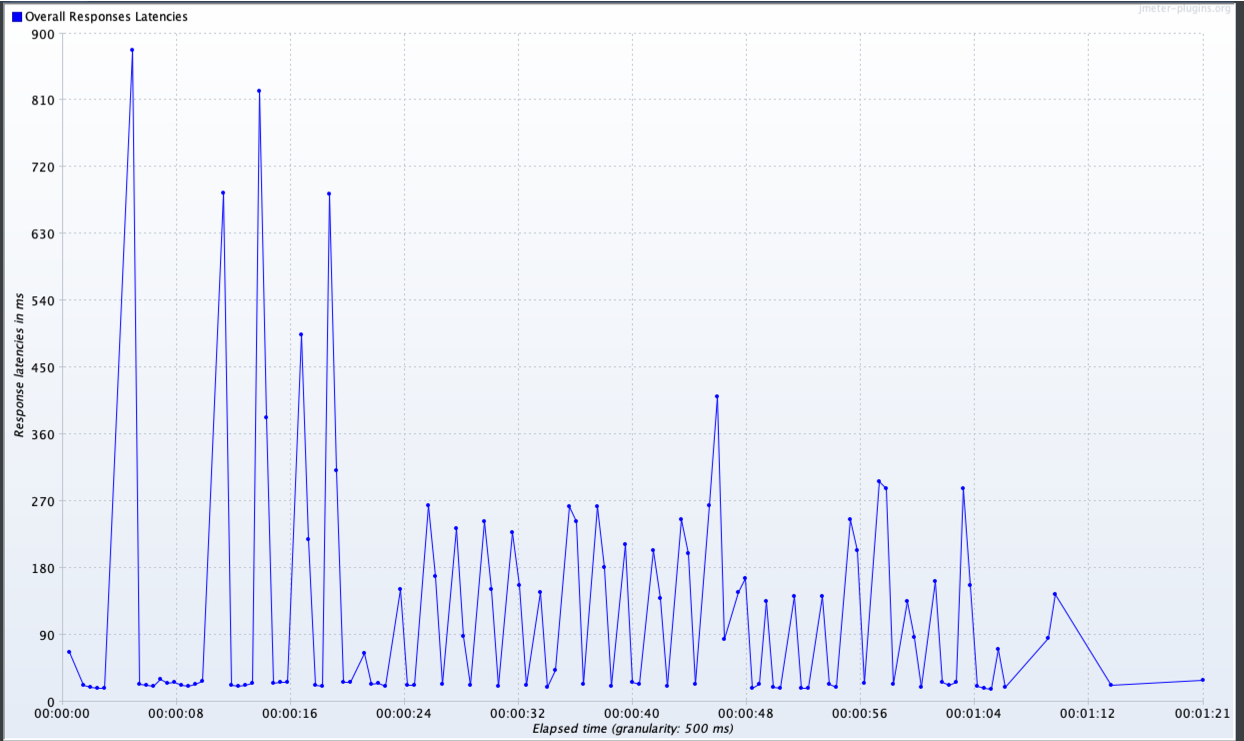 Overall Responses Latencies
jmeter-plugins.org
900
810
720
630
540
450
360
270
180
90
0
Response latencies in ms
00:00:00 00:00:08 00:00:16 00:00:24 00:00:32 00:00:40 00:00:48 00:00:56 00:01:04 00:01:12 00:01:21
Elapsed time (granularity: 500 ms)